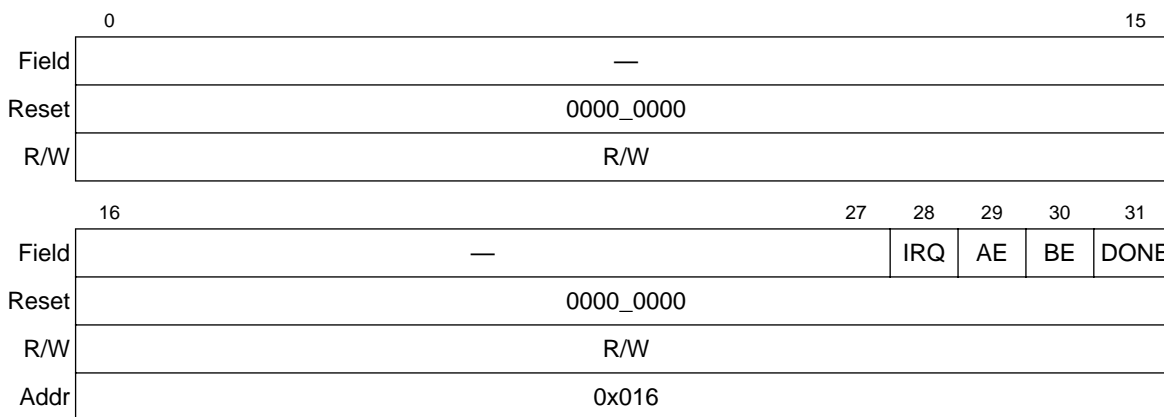 0 15
Field —
Reset 0000_0000
R/W R/W
16 27 28 29 30 31
Field — IRQ AE BE DONE
Reset 0000_0000
R/W R/W
Addr 0x016